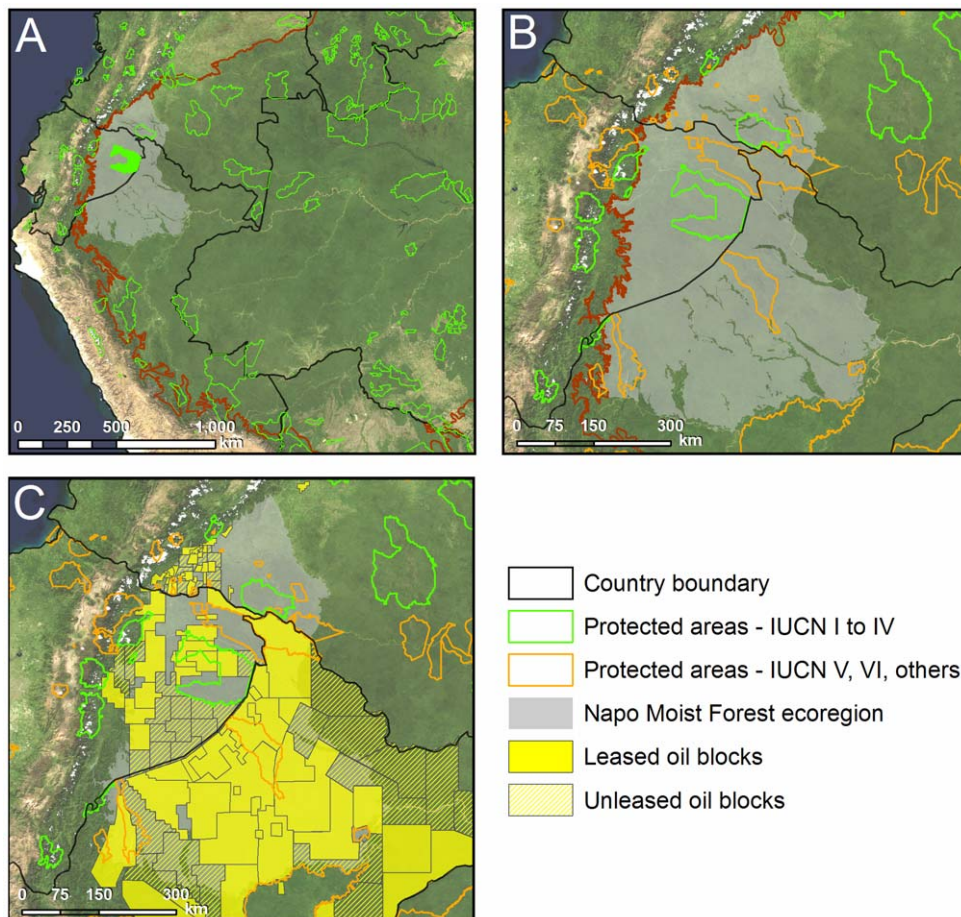 A
0 250 500 1,000
km
B
0 75 150 300
km
C
0 75 150 300
km
Country boundary
Protected areas - IUCN I to IV
Protected areas - IUCN V, VI, others
Napo Moist Forest ecoregion
Leased oil blocks
Unleased oil blocks